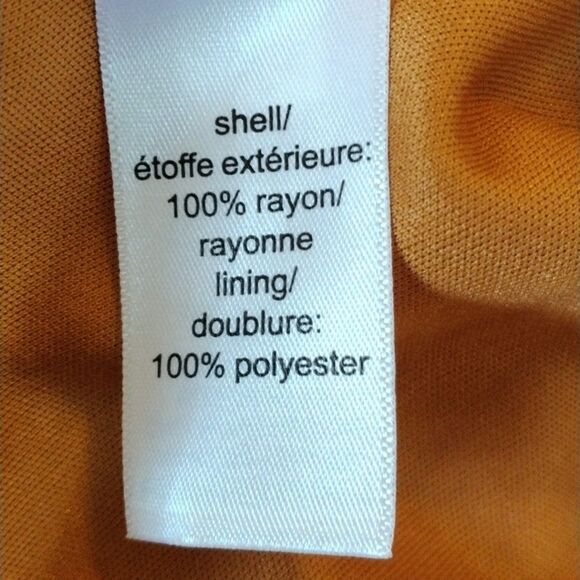 shell/
étoffe extérieure:
100% rayon/
rayonne
lining/
doublure:
100% polyester